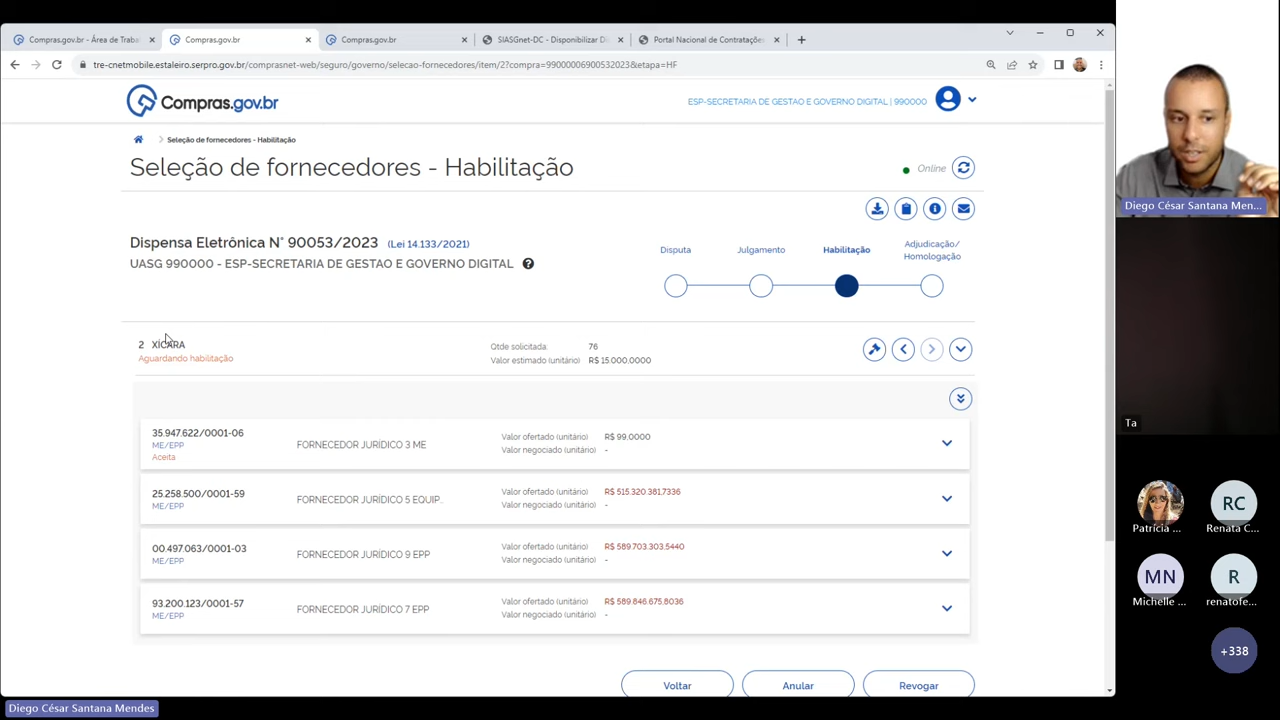 Compras.gov.br - Área de Traba
Compras.gov.br
Compras.gov.br
SIASGnet-DC - Disponibilizar Di
Portal Nacional de Contrataçõe
tre-cnetmobile.estaleiro.serpro.gov.br/comprasnet-web/seguro/governo/selecao-fornecedores/item/2?compra=99000006900532023&etapa=HF
Compras.gov.br
ESP-SECRETARIA DE GESTAO E GOVERNO DIGITAL | 990000
Seleção de fornecedores - Habilitação
Seleção de fornecedores - Habilitação
Online
Dispensa Eletrônica N° 90053/2023 (Lei 14.133/2021)
UASG 990000 - ESP-SECRETARIA DE GESTAO E GOVERNO DIGITAL
Disputa
Julgamento
Habilitação
Adjudicação/
Homologação
2 XÍCARA
Aguardando habilitação
Qtde solicitada: 76
Valor estimado (unitário) R$ 15.000,0000
35.947.622/0001-06
ME/EPP
Aceita
FORNECEDOR JURÍDICO 3 ME
Valor ofertado (unitário) R$ 99,0000
Valor negociado (unitário) -
25.258.500/0001-59
ME/EPP
FORNECEDOR JURÍDICO 5 EQUIP...
Valor ofertado (unitário) R$ 515.320.381,7336
Valor negociado (unitário) -
00.497.063/0001-03
ME/EPP
FORNECEDOR JURÍDICO 9 EPP
Valor ofertado (unitário) R$ 589.703.303,5440
Valor negociado (unitário) -
93.200.123/0001-57
ME/EPP
FORNECEDOR JURÍDICO 7 EPP
Valor ofertado (unitário) R$ 589.846.675,8036
Valor negociado (unitário) -
Voltar
Anular
Revogar
Diego César Santana Men...
Ta
Patrícia ...
RC
Renata C...
MN
Michelle ...
R
renatofe...
+338
Diego César Santana Mendes